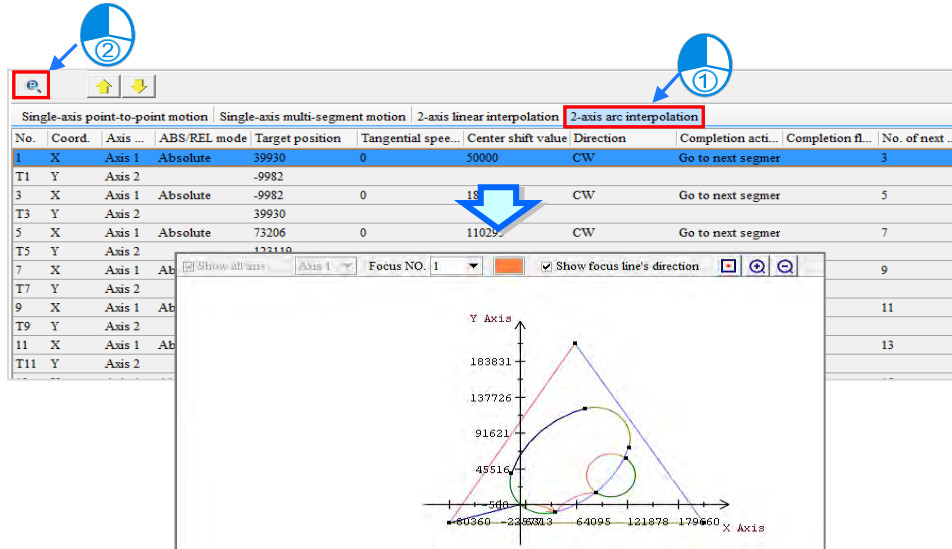 ②
①
Single-axis point-to-point motion Single-axis multi-segment motion 2-axis linear interpolation 2-axis arc interpolation
No. Coord. Axis ... ABS/REL mode Target position Tangential spee... Center shift value Direction Completion acti... Completion fl... No. of next ...
1 X Axis 1 Absolute 39930 0 50000 CW Go to next segmer 3
T1 Y Axis 2 -9982
3 X Axis 1 Absolute -9982 0 CW Go to next segmer 5
T3 Y Axis 2 39930
5 X Axis 1 Absolute 73206 0 CW Go to next segmer 7
T5 Y Axis 2 123119
7 X Axis 1 Ab 9
T7 Y Axis 2
9 X Axis 1 Ab 11
T9 Y Axis 2
11 X Axis 1 Ab 13
T11 Y Axis 2
Show all axis Axis 1 Focus NO. 1 Show focus line's direction
Y Axis
183831
137726
91621
45516
-80360 64095 121878 179660
X Axis